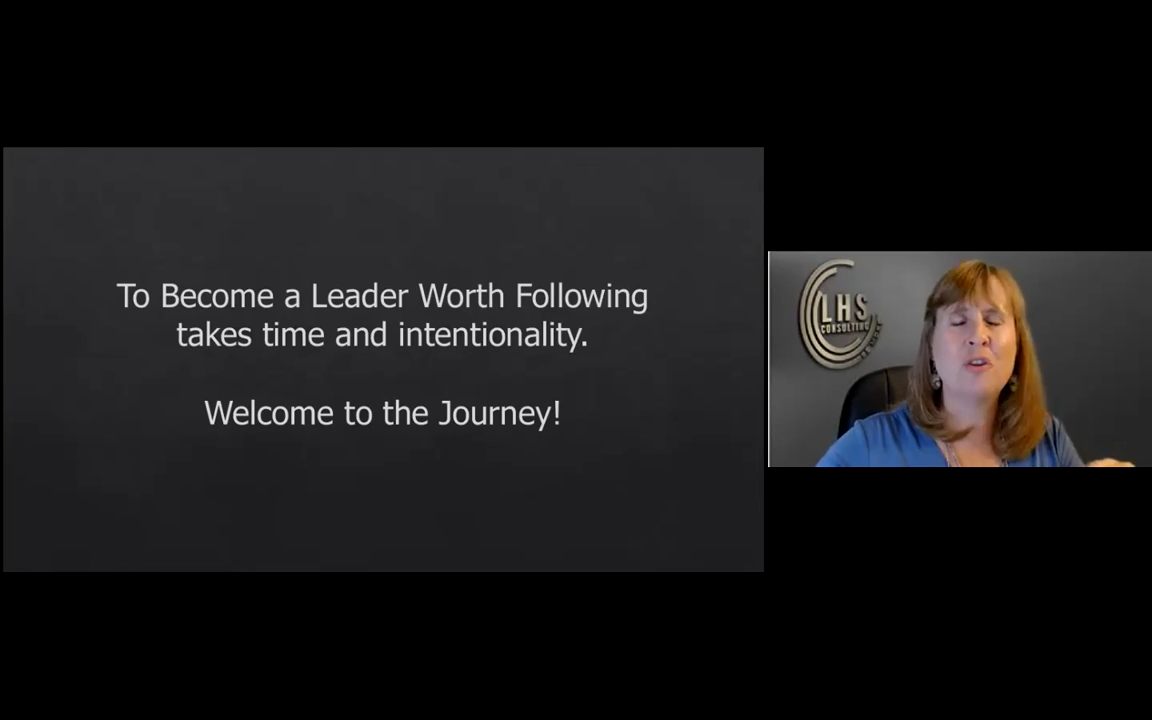 To Become a Leader Worth Following
takes time and intentionality.
Welcome to the Journey!
LHS
CONSULTING